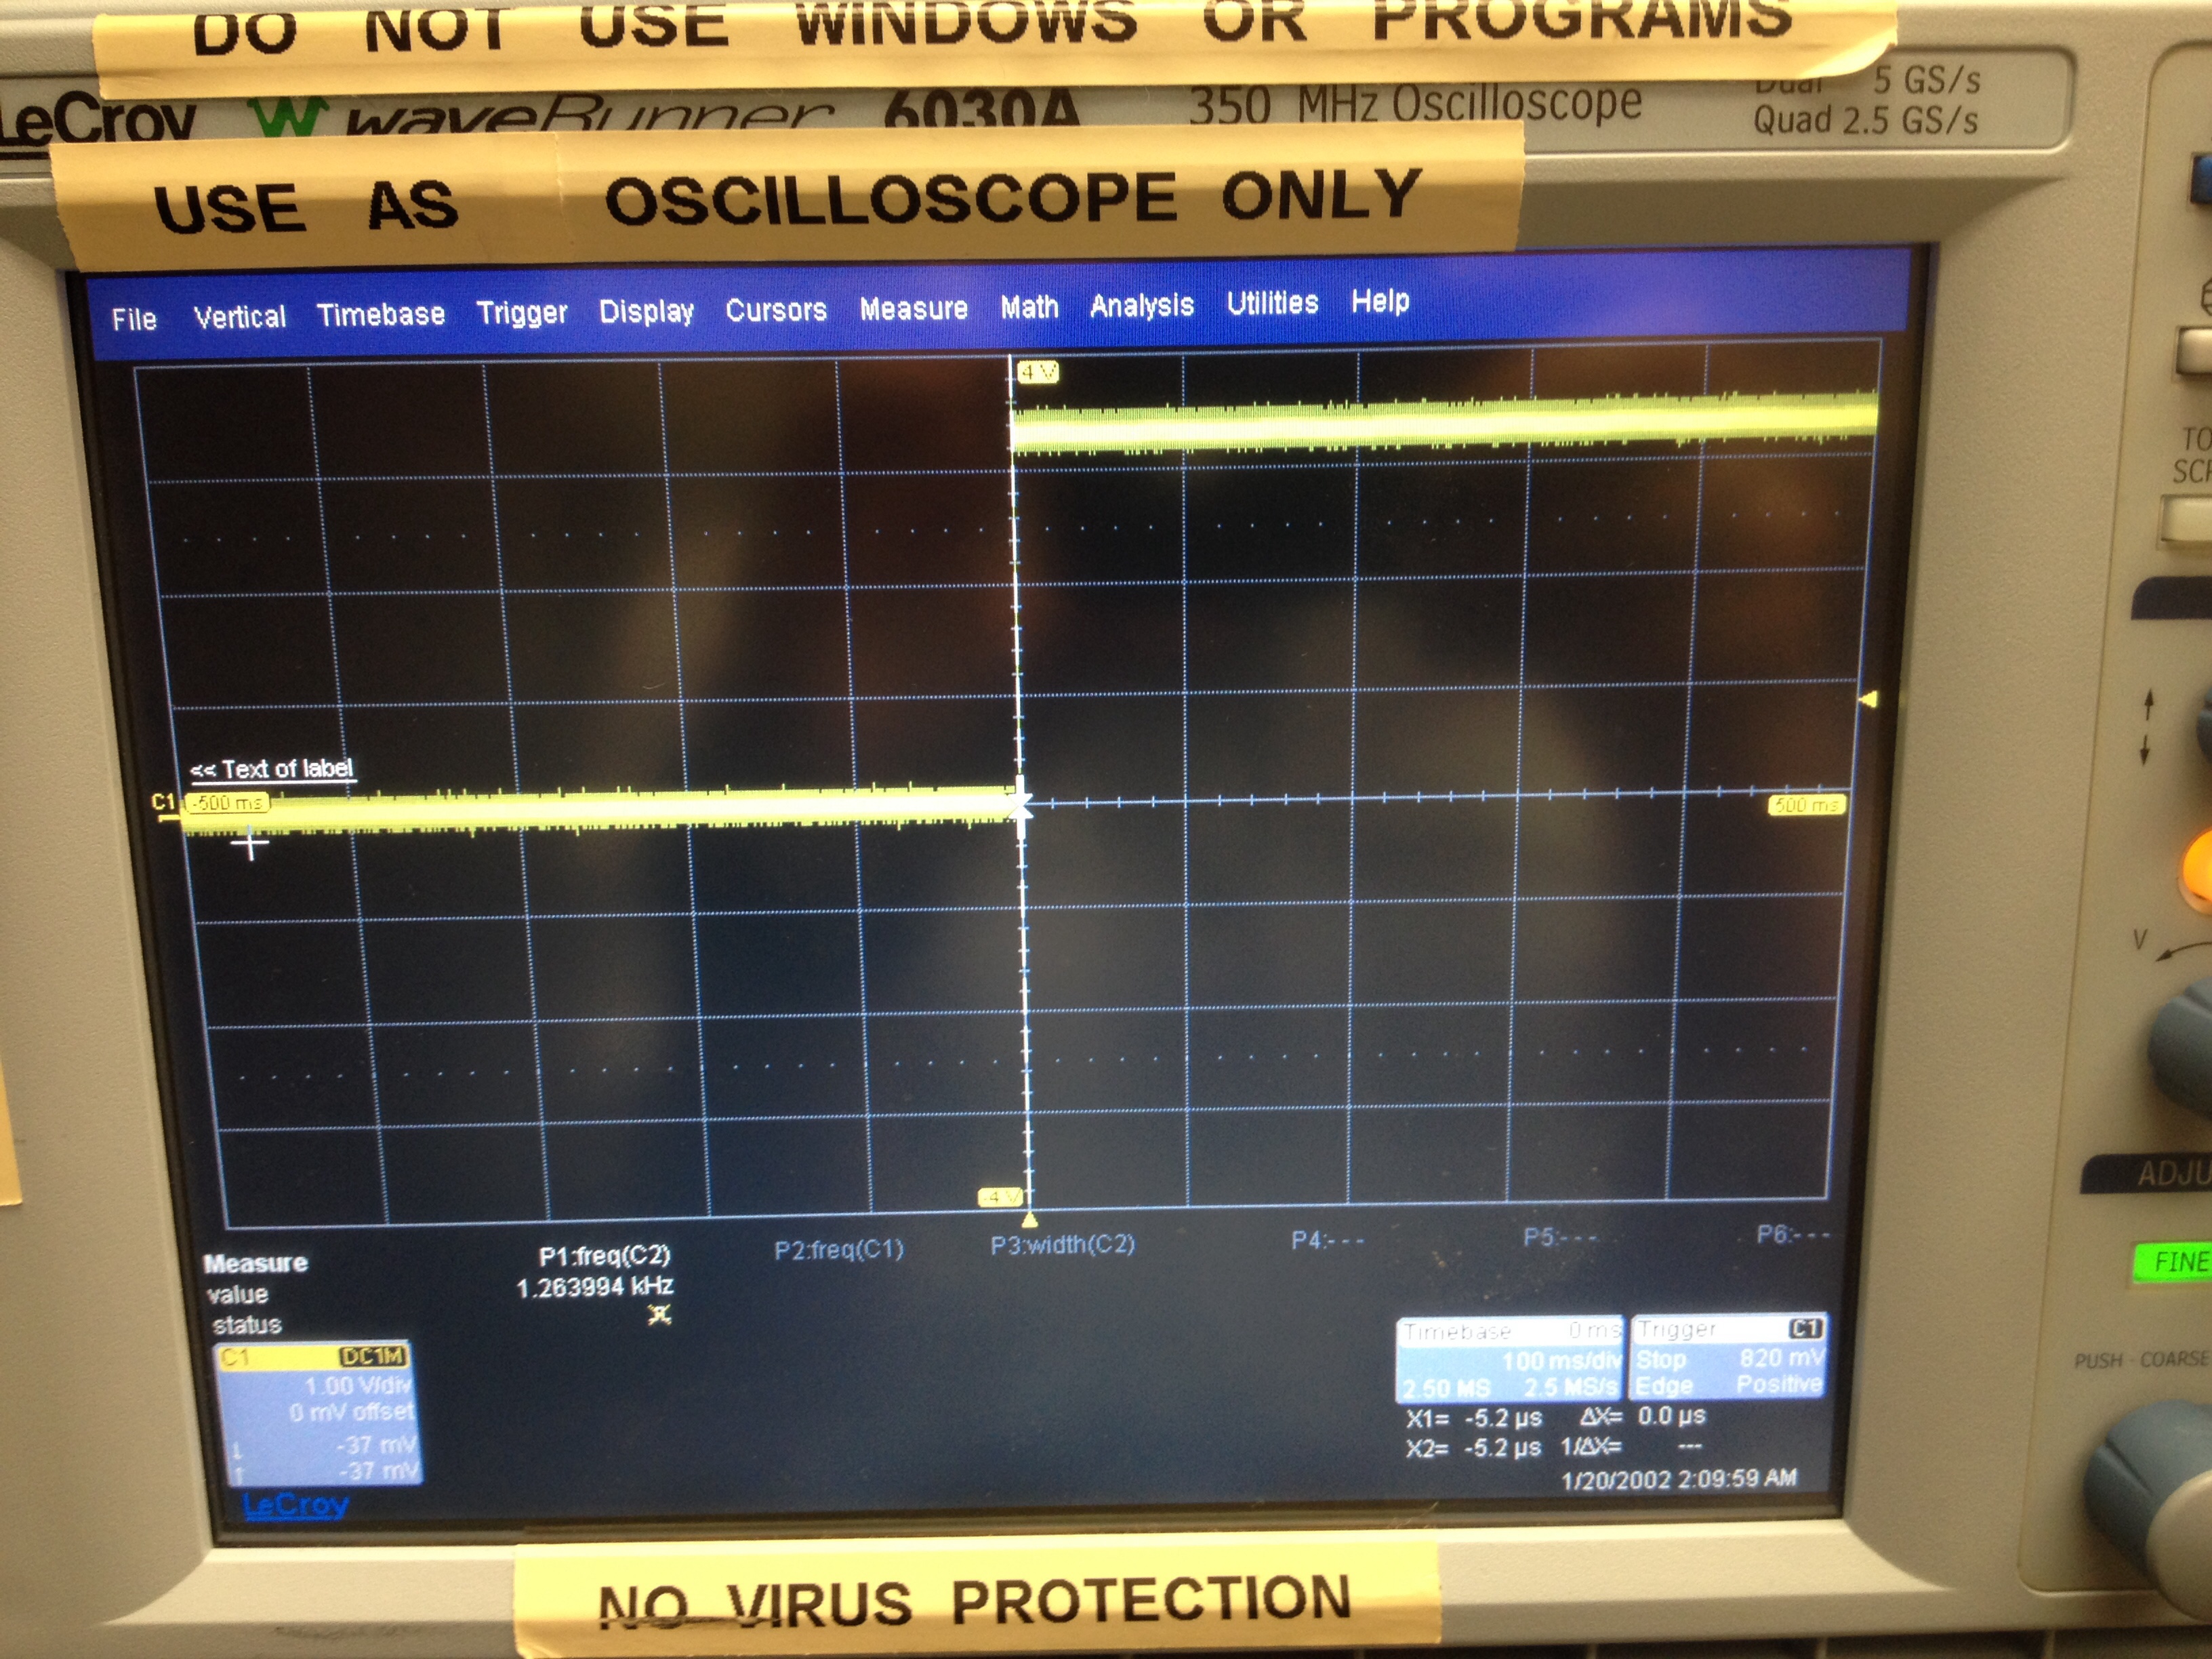 DO NOT USE WINDOWS OR PROGRAMS
LeCroy waveRunner 6030A 350 MHz Oscilloscope
Dual 5 GS/s
Quad 2.5 GS/s
USE AS OSCILLOSCOPE ONLY
File Vertical Timebase Trigger Display Cursors Measure Math Analysis Utilities Help
4 V
<< Text of label
C1
-500 ms
500 ms
-4 V
Measure P1:freq(C2) P2:freq(C1) P3:width(C2) P4:--- P5:--- P6:---
value 1.263994 kHz
status
C1 DC1M
1.00 V/div
0 mV offset
↓ -37 mV
↑ -37 mV
LeCroy
Timebase 0 ms
100 ms/div
2.50 MS 2.5 MS/s
Trigger C1
Stop 820 mV
Edge Positive
X1= -5.2 µs ΔX= 0.0 µs
X2= -5.2 µs 1/ΔX= ---
1/20/2002 2:09:59 AM
V
FINE
PUSH - COARSE
NO VIRUS PROTECTION